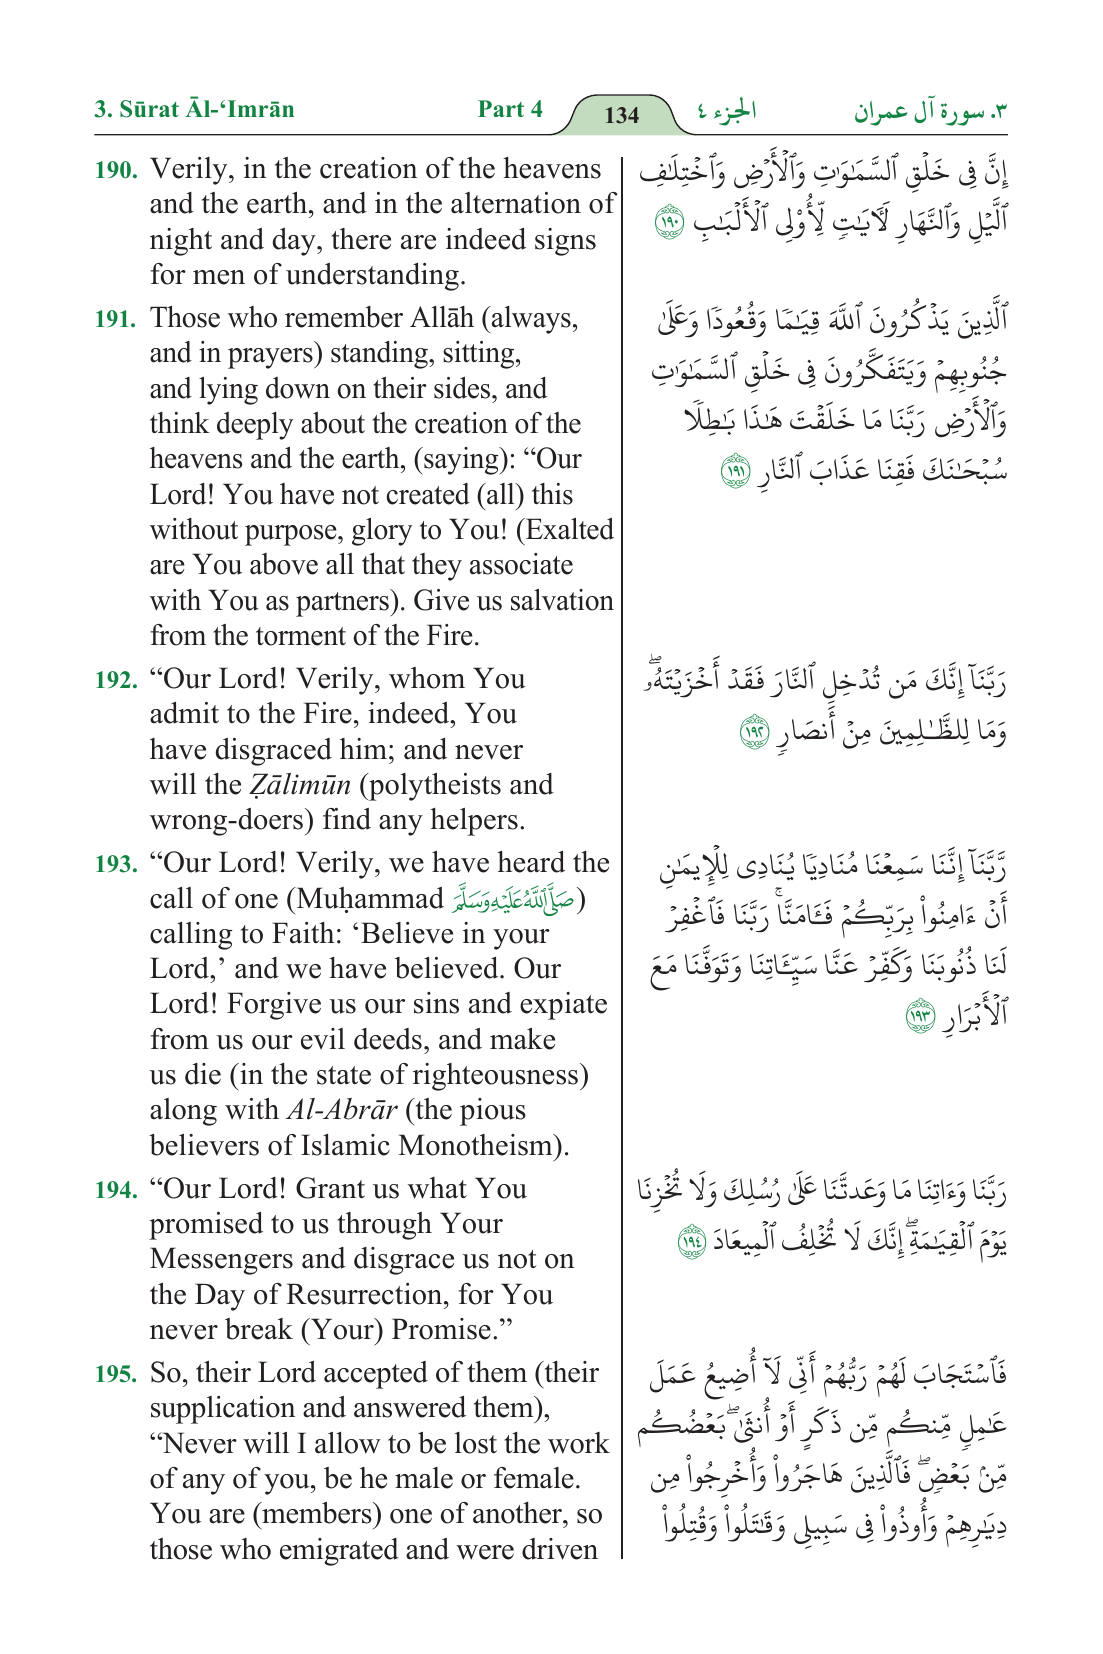 3. Sūrat Āl-‘Imrān
Part 4
134
الجزء ٤
٣. سورة آل عمران
190. Verily, in the creation of the heavens
and the earth, and in the alternation of
night and day, there are indeed signs
for men of understanding.
191. Those who remember Allāh (always,
and in prayers) standing, sitting,
and lying down on their sides, and
think deeply about the creation of the
heavens and the earth, (saying): “Our
Lord! You have not created (all) this
without purpose, glory to You! (Exalted
are You above all that they associate
with You as partners). Give us salvation
from the torment of the Fire.
192. “Our Lord! Verily, whom You
admit to the Fire, indeed, You
have disgraced him; and never
will the Ẓālimūn (polytheists and
wrong-doers) find any helpers.
193. “Our Lord! Verily, we have heard the
call of one (Muḥammad صَلَّى ٱللَّهُ عَلَيْهِ وَسَلَّمَ)
calling to Faith: ‘Believe in your
Lord,’ and we have believed. Our
Lord! Forgive us our sins and expiate
from us our evil deeds, and make
us die (in the state of righteousness)
along with Al-Abrār (the pious
believers of Islamic Monotheism).
194. “Our Lord! Grant us what You
promised to us through Your
Messengers and disgrace us not on
the Day of Resurrection, for You
never break (Your) Promise.”
195. So, their Lord accepted of them (their
supplication and answered them),
“Never will I allow to be lost the work
of any of you, be he male or female.
You are (members) one of another, so
those who emigrated and were driven
إِنَّ فِى خَلْقِ ٱلسَّمَـٰوَٰتِ وَٱلْأَرْضِ وَٱخْتِلَـٰفِ
ٱلَّيْلِ وَٱلنَّهَارِ لَـَٔايَـٰتٍ لِّأُو۟لِى ٱلْأَلْبَـٰبِ ١٩٠
ٱلَّذِينَ يَذْكُرُونَ ٱللَّهَ قِيَـٰمًا وَقُعُودًا وَعَلَىٰ
جُنُوبِهِمْ وَيَتَفَكَّرُونَ فِى خَلْقِ ٱلسَّمَـٰوَٰتِ
وَٱلْأَرْضِ رَبَّنَا مَا خَلَقْتَ هَـٰذَا بَـٰطِلًا
سُبْحَـٰنَكَ فَقِنَا عَذَابَ ٱلنَّارِ ١٩١
رَبَّنَآ إِنَّكَ مَن تُدْخِلِ ٱلنَّارَ فَقَدْ أَخْزَيْتَهُۥ ۖ
وَمَا لِلظَّـٰلِمِينَ مِنْ أَنصَارٍ ١٩٢
رَّبَّنَآ إِنَّنَا سَمِعْنَا مُنَادِيًا يُنَادِى لِلْإِيمَـٰنِ
أَنْ ءَامِنُوا۟ بِرَبِّكُمْ فَـَٔامَنَّا ۚ رَبَّنَا فَٱغْفِرْ
لَنَا ذُنُوبَنَا وَكَفِّرْ عَنَّا سَيِّـَٔاتِنَا وَتَوَفَّنَا مَعَ
ٱلْأَبْرَارِ ١٩٣
رَبَّنَا وَءَاتِنَا مَا وَعَدتَّنَا عَلَىٰ رُسُلِكَ وَلَا تُخْزِنَا
يَوْمَ ٱلْقِيَـٰمَةِ ۖ إِنَّكَ لَا تُخْلِفُ ٱلْمِيعَادَ ١٩٤
فَٱسْتَجَابَ لَهُمْ رَبُّهُمْ أَنِّى لَآ أُضِيعُ عَمَلَ
عَـٰمِلٍ مِّنكُم مِّن ذَكَرٍ أَوْ أُنثَىٰ ۖ بَعْضُكُم
مِّنۢ بَعْضٍ ۖ فَٱلَّذِينَ هَاجَرُوا۟ وَأُخْرِجُوا۟ مِن
دِيَـٰرِهِمْ وَأُوذُوا۟ فِى سَبِيلِى وَقَـٰتَلُوا۟ وَقُتِلُوا۟